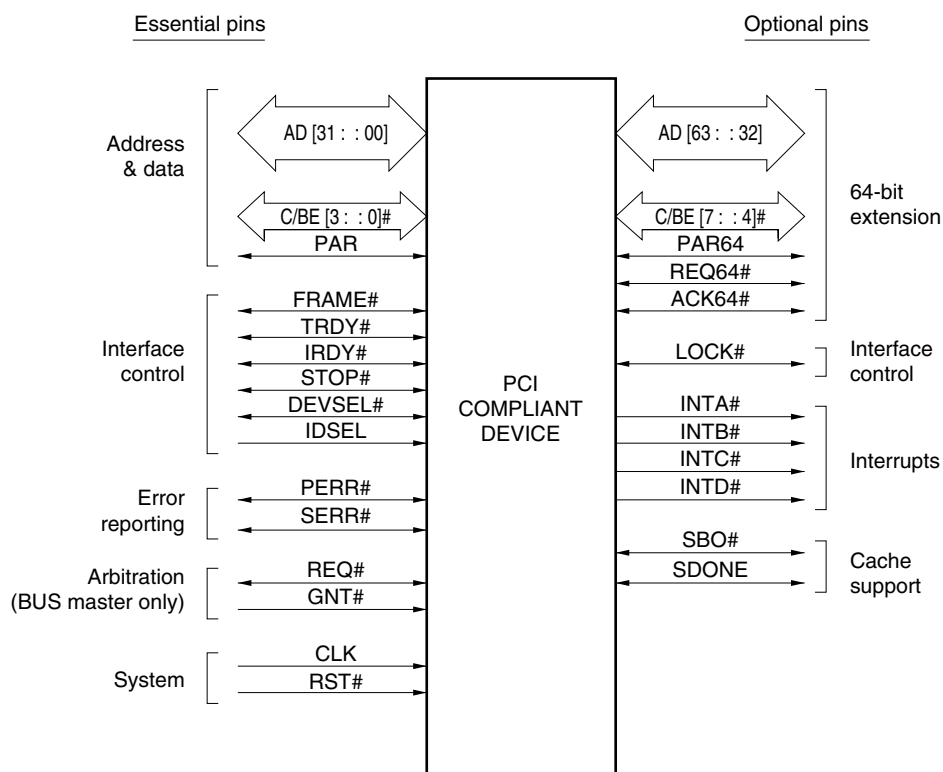 Essential pins
Optional pins
Address
& data
AD [31 : : 00]
C/BE [3 : : 0]#
PAR
Interface
control
FRAME#
TRDY#
IRDY#
STOP#
DEVSEL#
IDSEL
Error
reporting
PERR#
SERR#
Arbitration
(BUS master only)
REQ#
GNT#
System
CLK
RST#
PCI
COMPLIANT
DEVICE
AD [63 : : 32]
C/BE [7 : : 4]#
PAR64
REQ64#
ACK64#
64-bit
extension
LOCK#
Interface
control
INTA#
INTB#
INTC#
INTD#
Interrupts
SBO#
SDONE
Cache
support